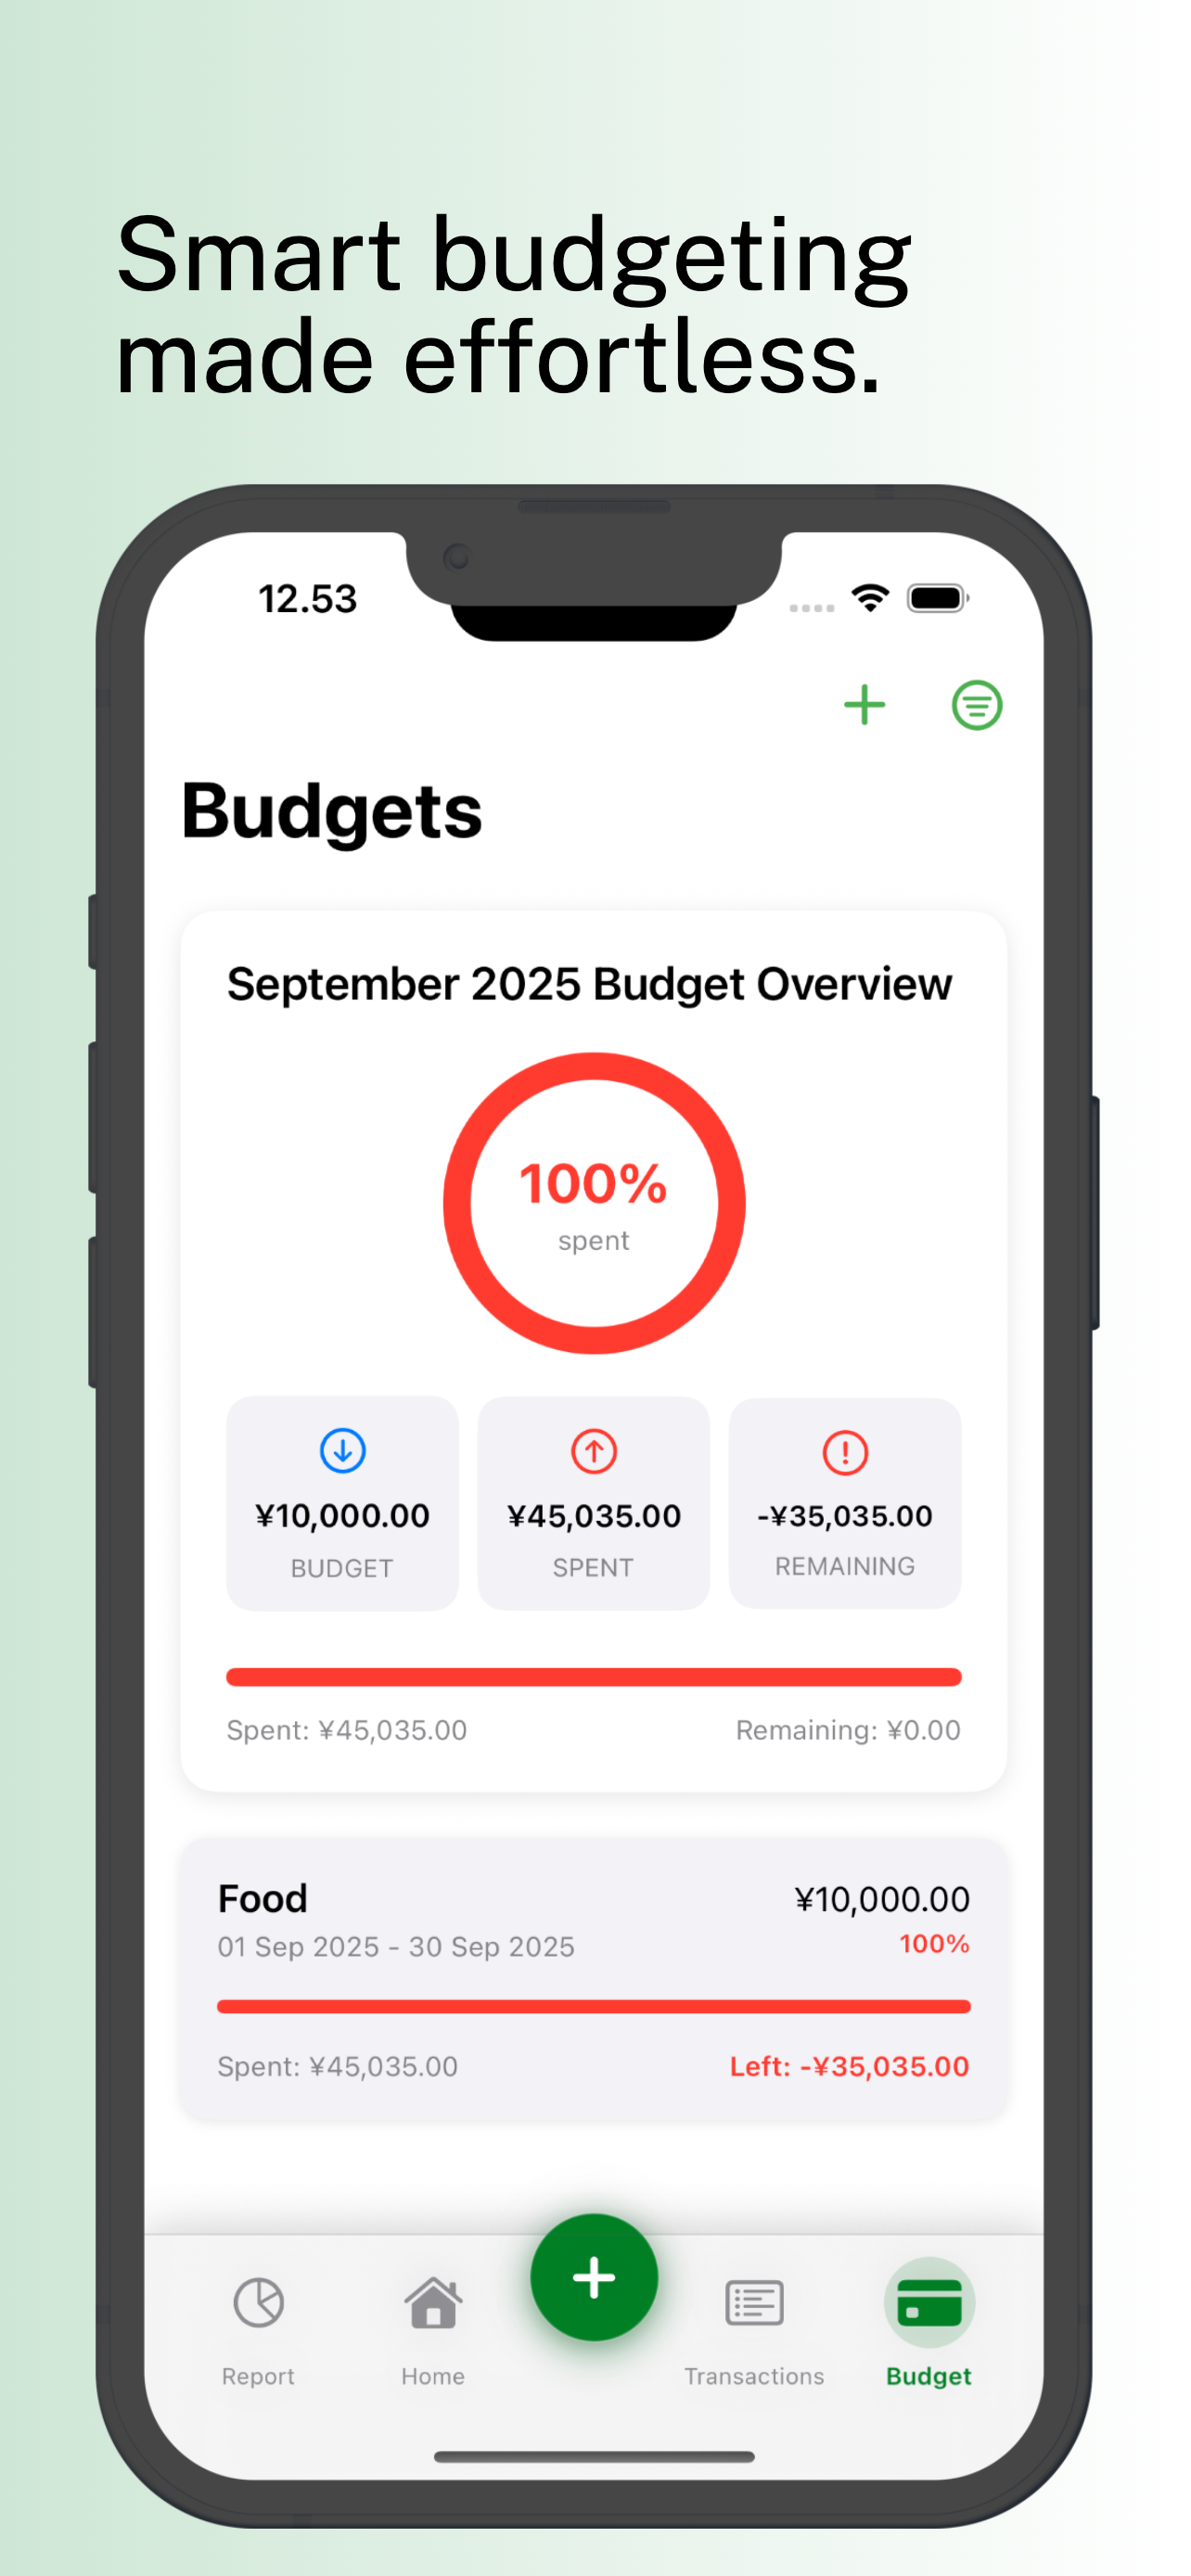 Smart budgeting
made effortless.
12.53
Budgets
September 2025 Budget Overview
100%
spent
¥10,000.00
BUDGET
¥45,035.00
SPENT
-¥35,035.00
REMAINING
Spent: ¥45,035.00
Remaining: ¥0.00
Food
¥10,000.00
01 Sep 2025 - 30 Sep 2025
100%
Spent: ¥45,035.00
Left: -¥35,035.00
Report
Home
Transactions
Budget